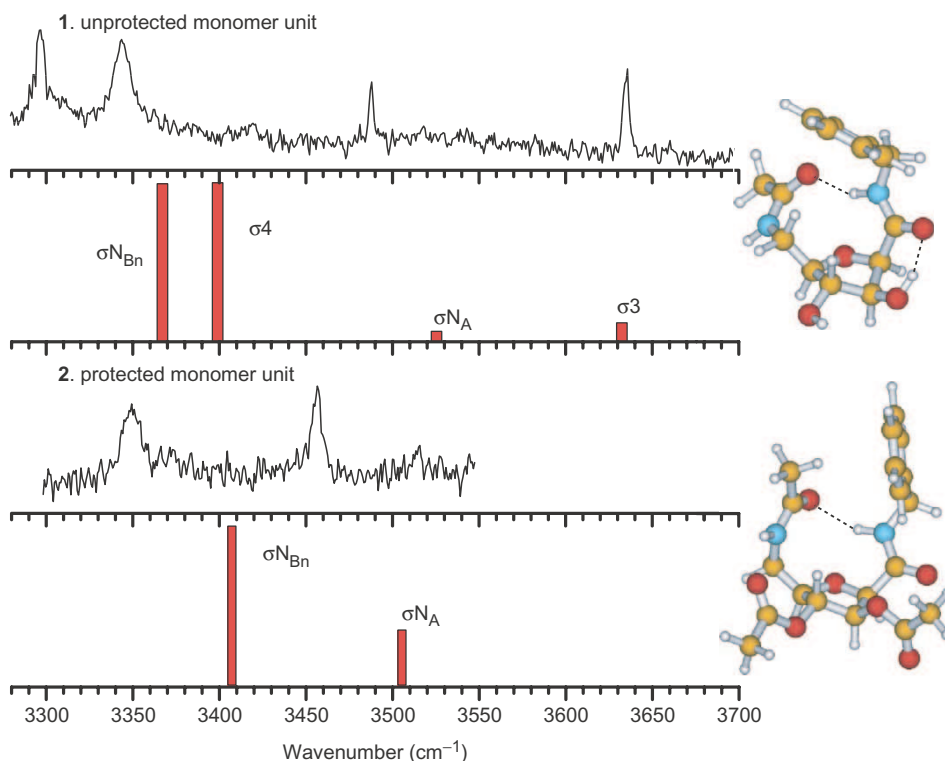 1. unprotected monomer unit
σN_Bn
σ4
σN_A
σ3
2. protected monomer unit
σN_Bn
σN_A
3300 3350 3400 3450 3500 3550 3600 3650 3700
Wavenumber (cm⁻¹)